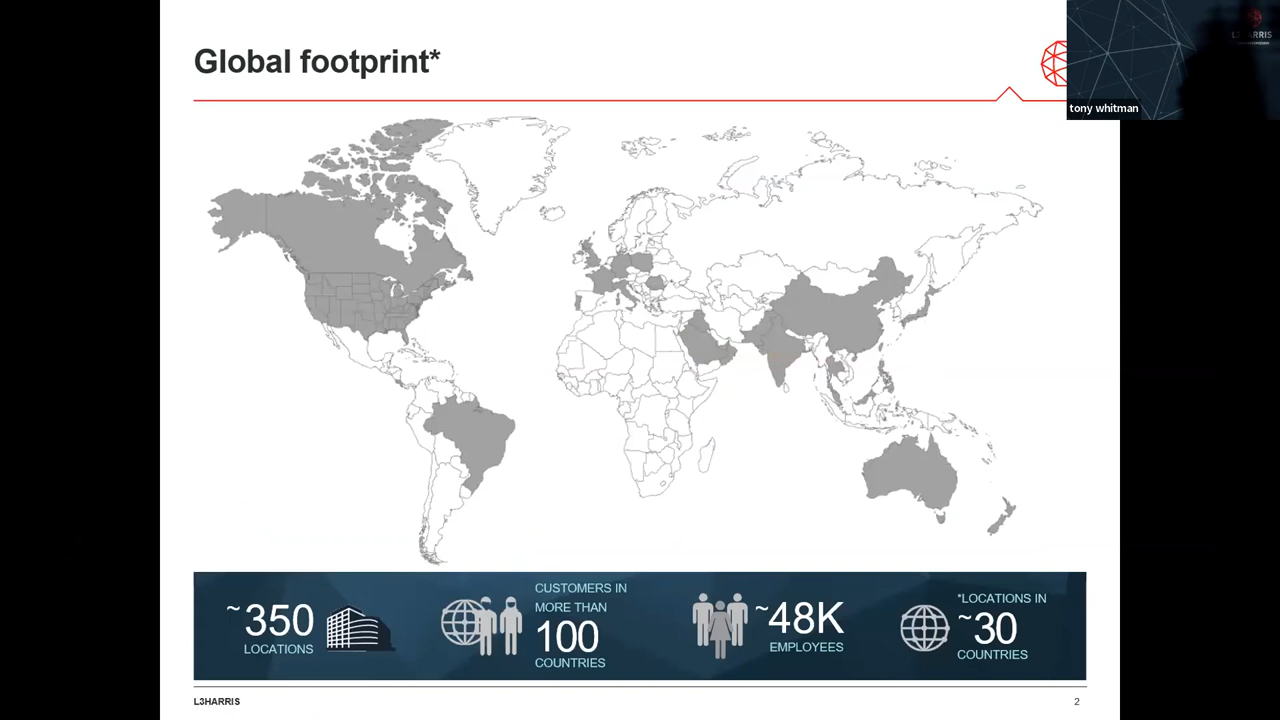 Global footprint*
L3HARRIS
tony whitman
~350
LOCATIONS
CUSTOMERS IN
MORE THAN
100
COUNTRIES
~48K
EMPLOYEES
*LOCATIONS IN
~30
COUNTRIES
L3HARRIS
2